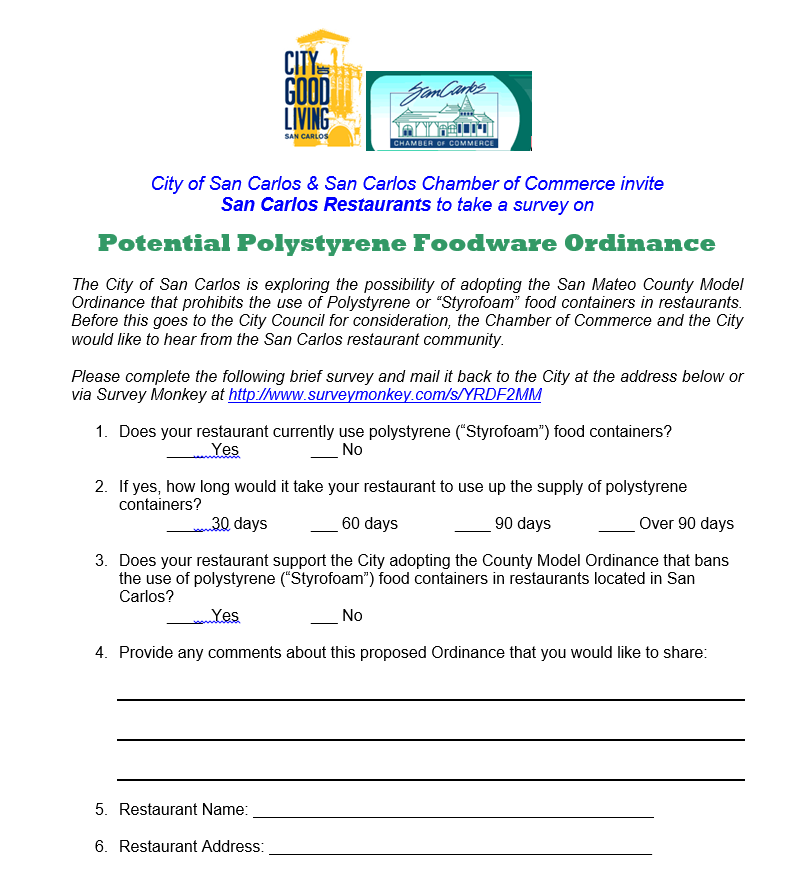 CITY OF
GOOD
LIVING
SAN CARLOS
San Carlos
CHAMBER OF COMMERCE
City of San Carlos & San Carlos Chamber of Commerce invite
San Carlos Restaurants to take a survey on
Potential Polystyrene Foodware Ordinance
The City of San Carlos is exploring the possibility of adopting the San Mateo County Model
Ordinance that prohibits the use of Polystyrene or “Styrofoam” food containers in restaurants.
Before this goes to the City Council for consideration, the Chamber of Commerce and the City
would like to hear from the San Carlos restaurant community.
Please complete the following brief survey and mail it back to the City at the address below or
via Survey Monkey at http://www.surveymonkey.com/s/YRDF2MM
1. Does your restaurant currently use polystyrene (“Styrofoam”) food containers?
_____ Yes ___ No
2. If yes, how long would it take your restaurant to use up the supply of polystyrene
containers?
_____ 30 days ___ 60 days ____ 90 days ____ Over 90 days
3. Does your restaurant support the City adopting the County Model Ordinance that bans
the use of polystyrene (“Styrofoam”) food containers in restaurants located in San
Carlos?
_____ Yes ___ No
4. Provide any comments about this proposed Ordinance that you would like to share:
5. Restaurant Name: _____________________________________________
6. Restaurant Address: ___________________________________________